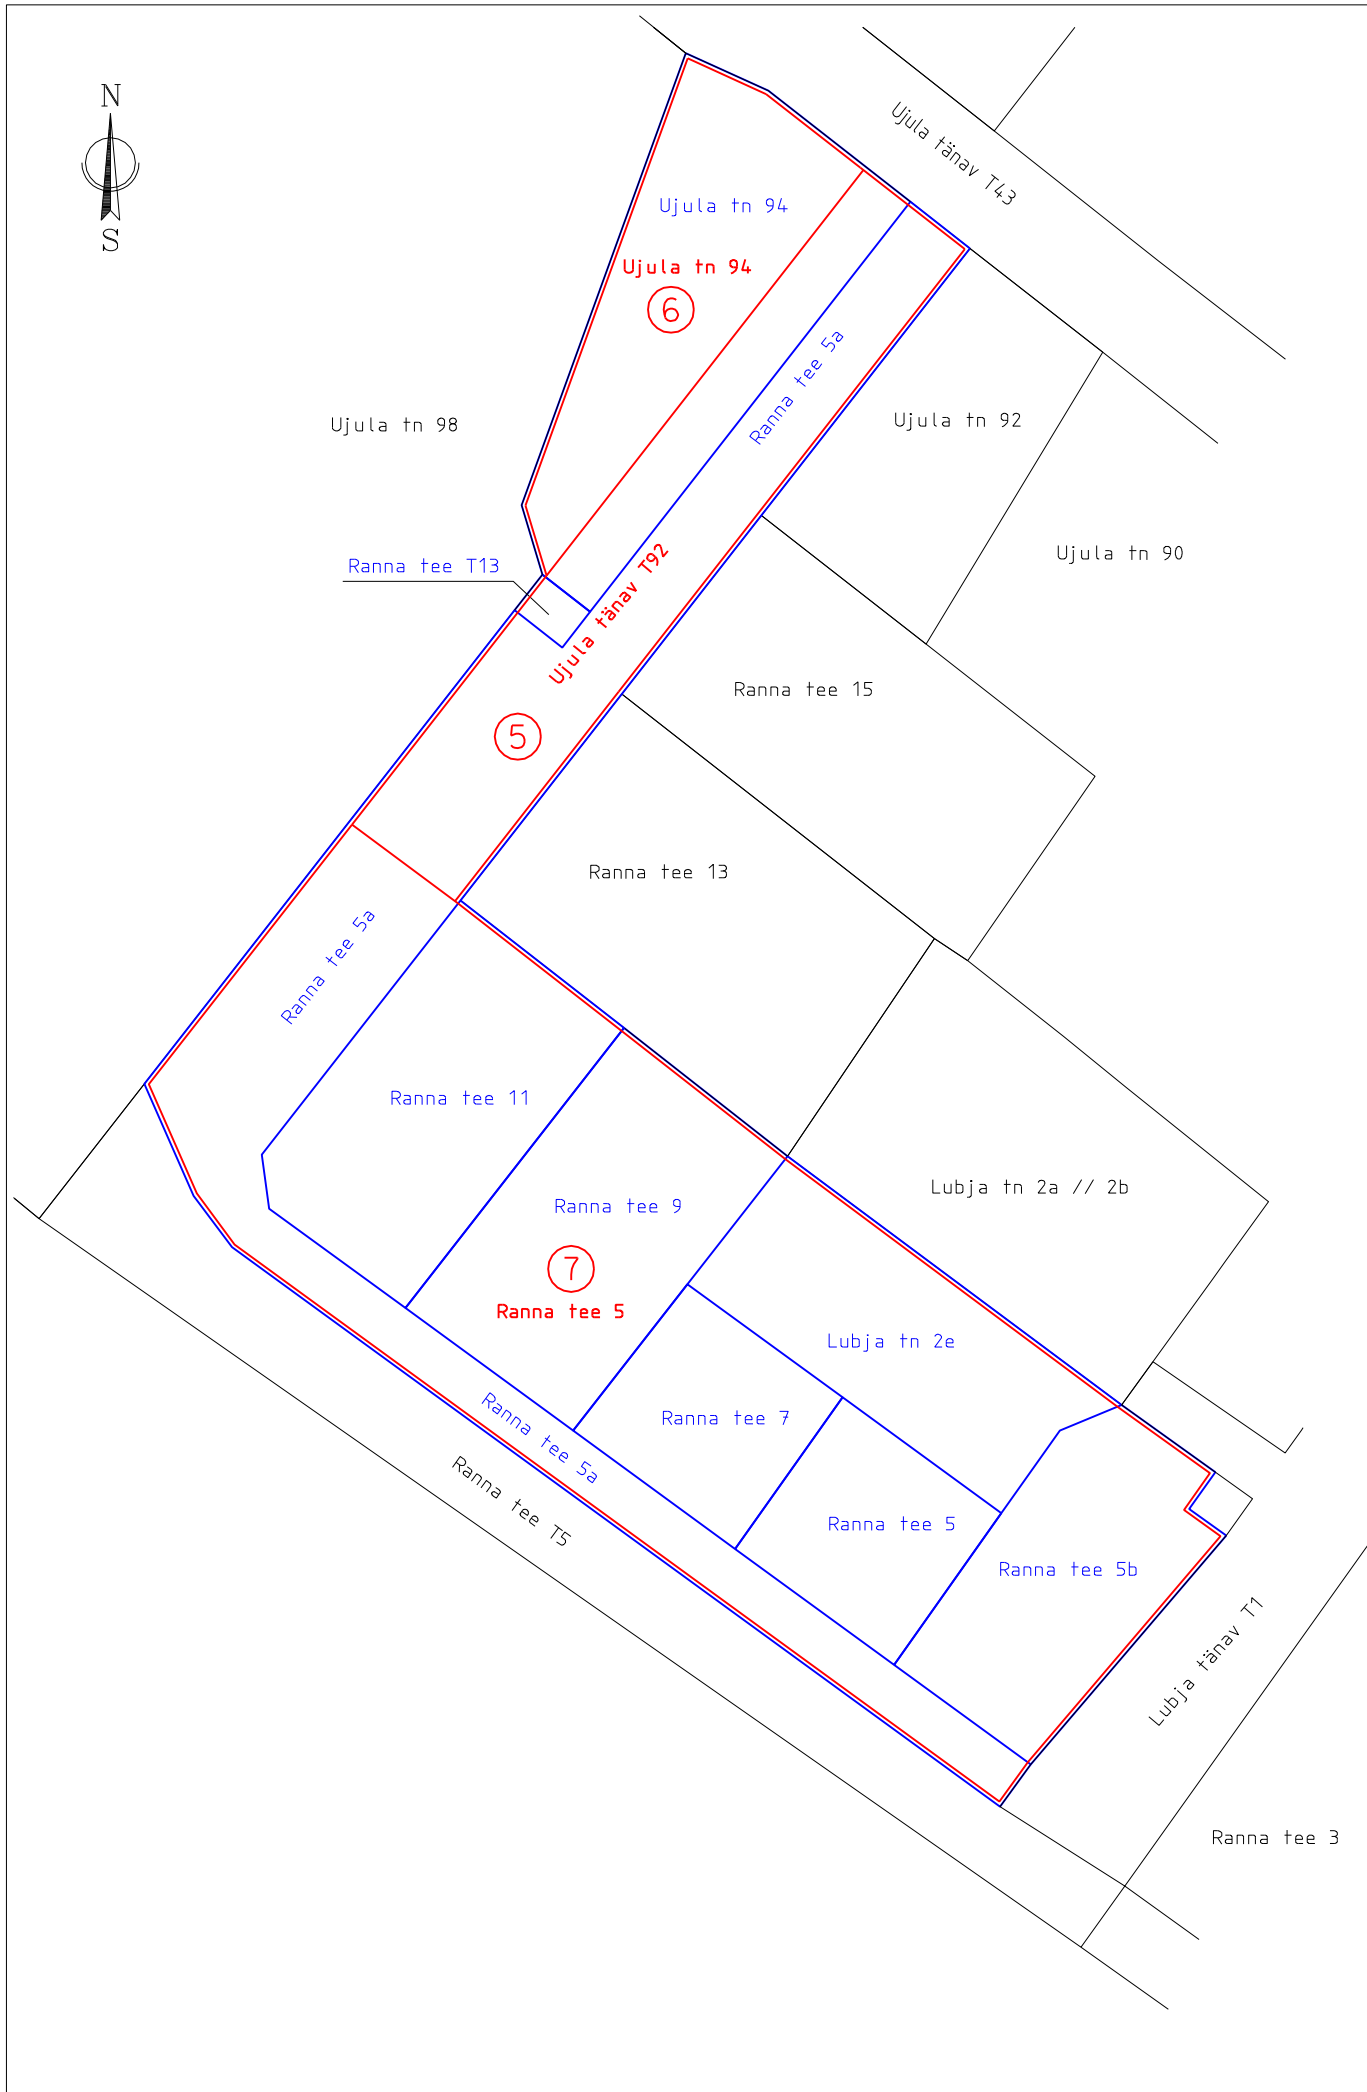 N
S
Ujula tänav T43
Ujula tn 94
Ujula tn 94
6
Ranna tee 5a
Ujula tn 98
Ujula tn 92
Ujula tn 90
Ranna tee T13
Ujula tänav T92
Ranna tee 15
5
Ranna tee 13
Ranna tee 5a
Ranna tee 11
Lubja tn 2a // 2b
Ranna tee 9
7
Ranna tee 5
Lubja tn 2e
Ranna tee 7
Ranna tee 5a
Ranna tee T5
Ranna tee 5
Ranna tee 5b
Lubja tänav T1
Ranna tee 3